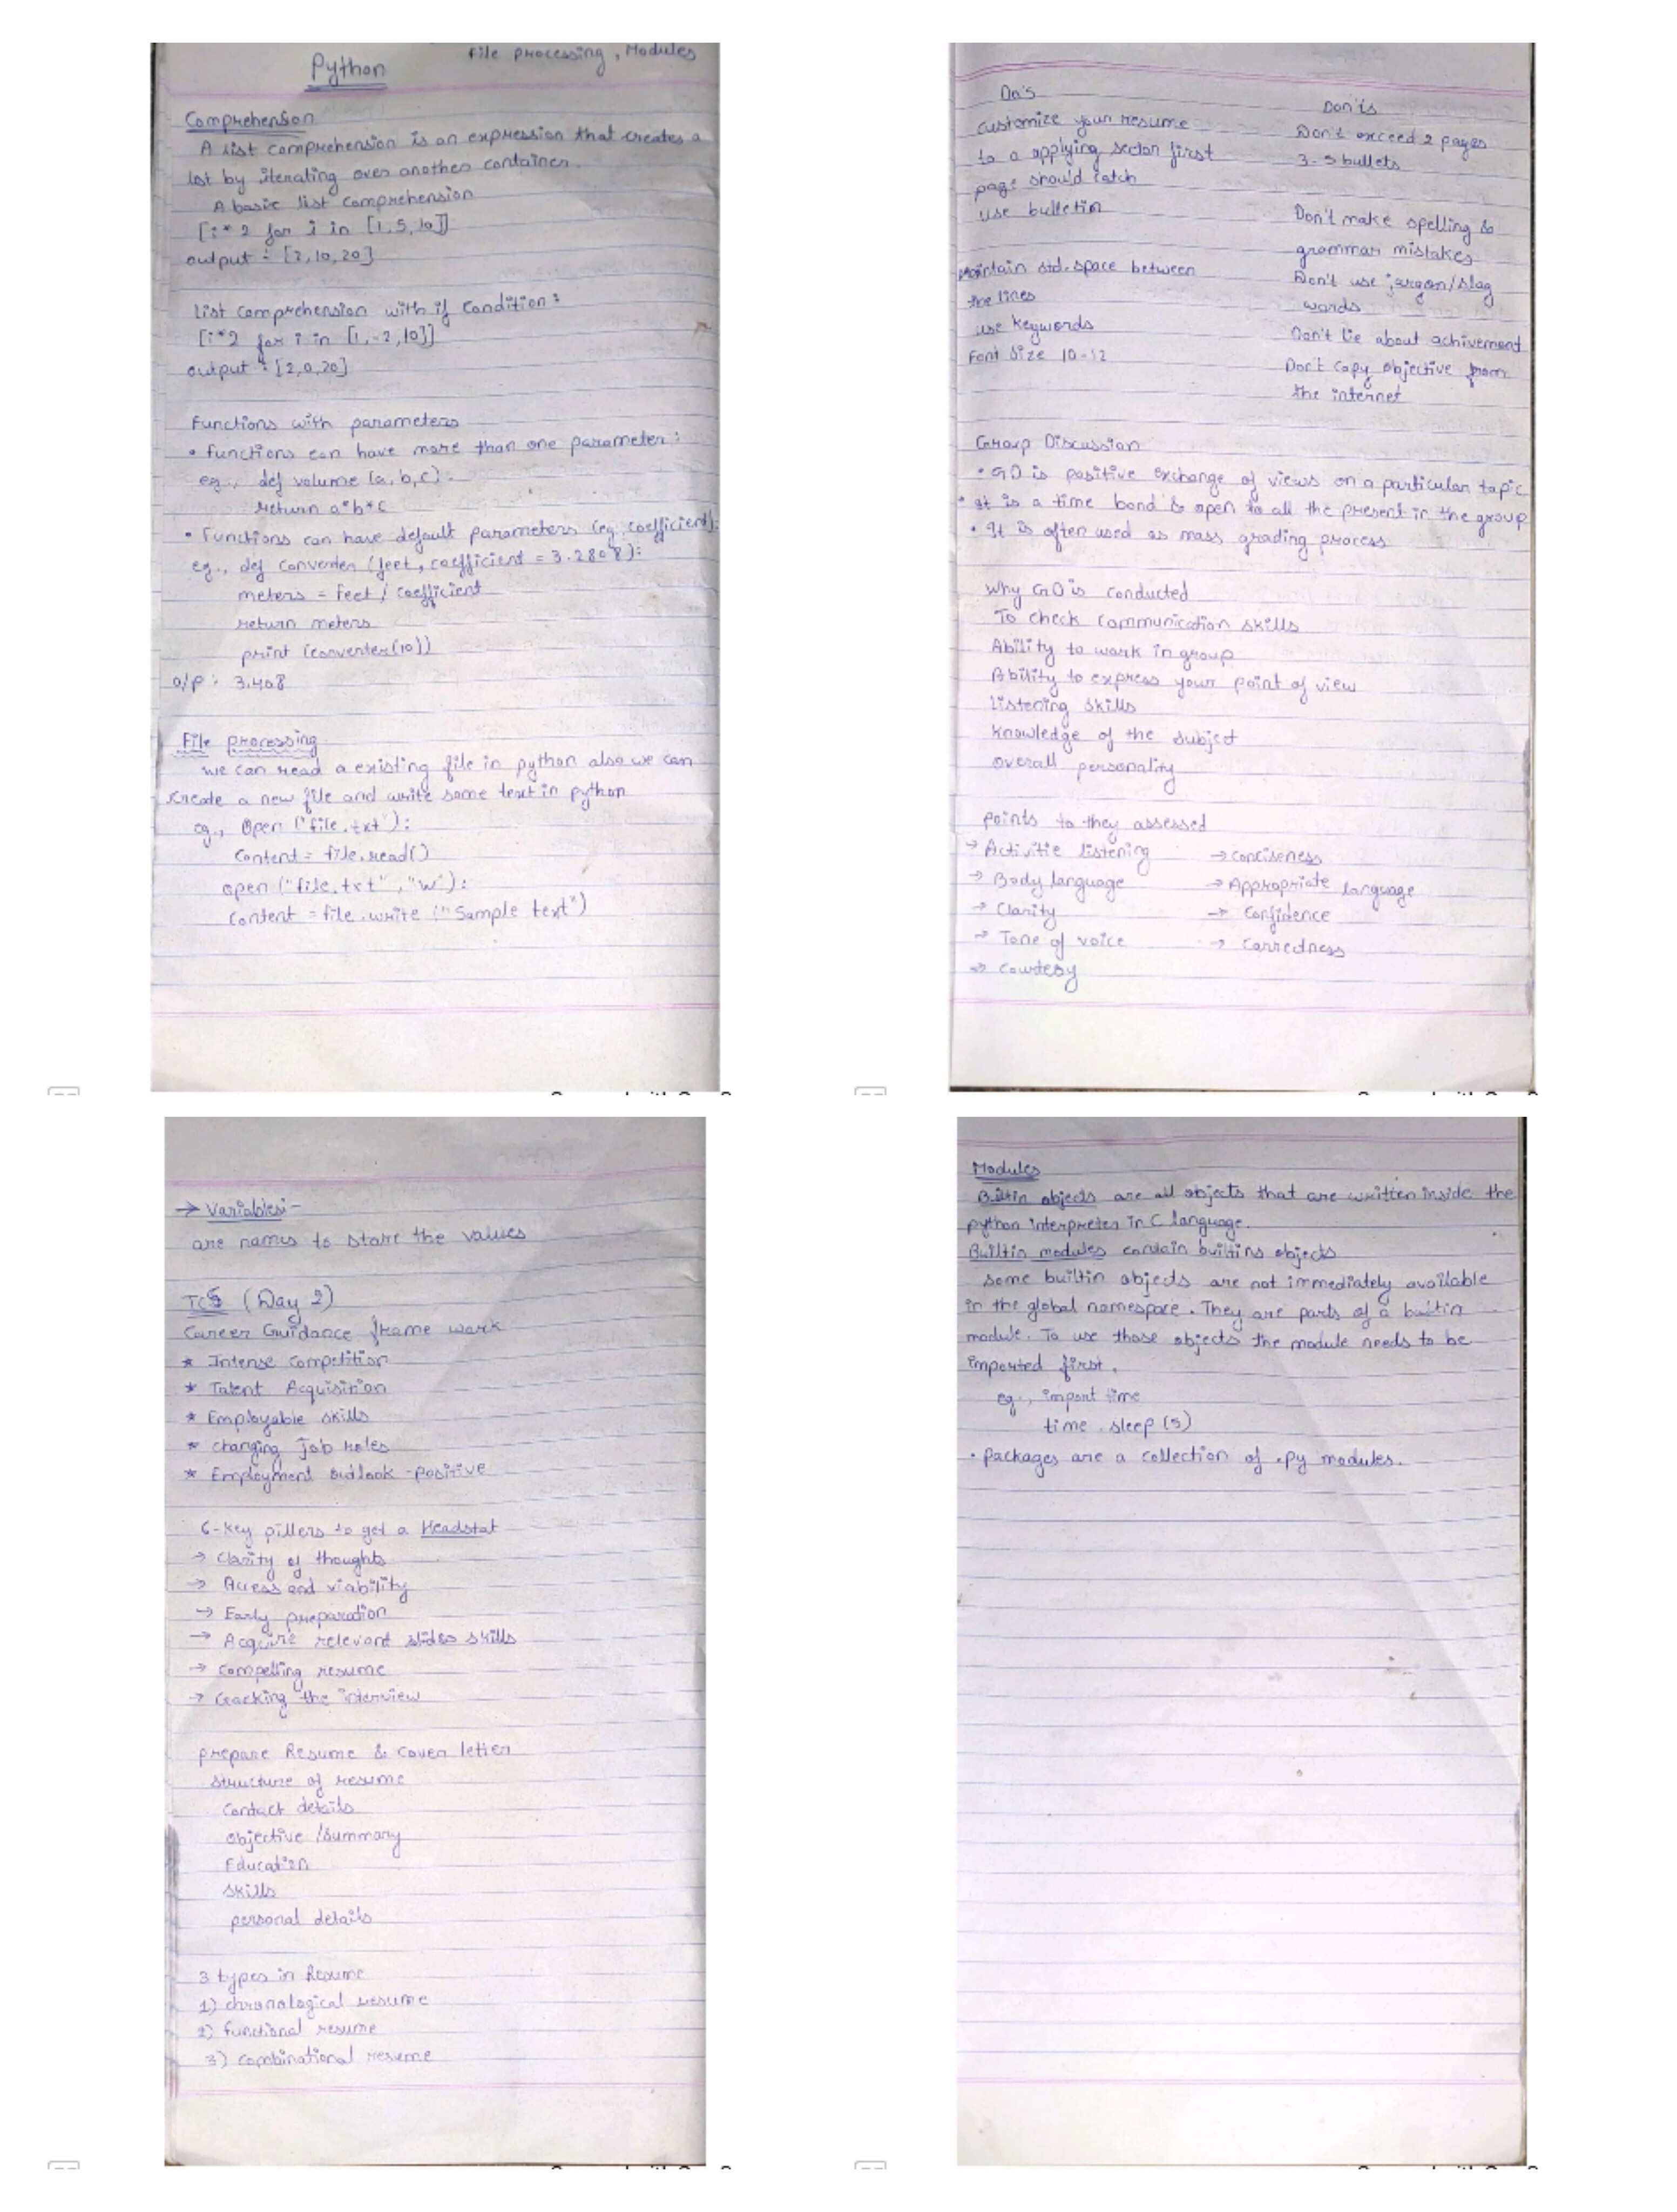 File processing, Modules
Python
Comprehension
A list comprehension is an expression that creates a
list by iterating over another container.
A basic list comprehension
[i*2 for i in [1,5,10]]
output : [2,10,20]
List comprehension with if condition :
[i*2 for i in [1,-2,10]]
output : [2,0,20]
Functions with parameters
• Functions can have more than one parameter :
eg., def volume (a, b, c) :
return a*b*c
• Functions can have default parameters (eg: coefficient):
eg., def converter (feet, coefficient = 3.2808):
meters = feet / coefficient
return meters
print (converter(10))
o/p : 3.408
File processing
we can read a existing file in python also we can
create a new file and write some text in python
eg., Open ("file.txt"):
Content = file.read()
open ("file.txt", "w"):
Content = file.write ("Sample text")
Do's Don'ts
customize your resume Don't exceed 2 pages
to a applying sector first 3-5 bullets
page should catch
use bulletin Don't make spelling &
grammar mistakes
Maintain std. space between Don't use jargon/slag
the lines words
use keywords Don't lie about achivement
Font size 10-12 Don't copy objective from
the internet
Group Discussion
• GD is positive exchange of views on a particular topic
• It is a time bond & open to all the present in the group
• It is often used as mass grading process
Why GD is conducted
To check communication skills
Ability to work in group
Ability to express your point of view
Listening skills
knowledge of the subject
overall personality
points to they assessed
→ Activitie listening → conciseness
→ Body language → Appropriate language
→ Clarity → Confidence
→ Tone of voice → Correctness
→ Courtesy
→ Variables :-
are names to store the values
TCS (Day 2)
Career Guidance frame work
* Intense Competition
* Talent Acquisition
* Employable skills
* changing job roles
* Employment outlook - positive
6-key pillers to get a Headstat
→ Clarity of thoughts
→ Access and viability
→ Early preparation
→ Acquire relevant skills
→ Compelling resume
→ Cracking the interview
prepare Resume & cover letter
structure of resume
Contact details
objective /summary
Education
skills
personal details
3 types in Resume
1) chronological resume
2) functional resume
3) combinational resume
Modules
Builtin objects are all objects that are written inside the
python interpreter in C language.
Builtin modules contain builtins objects
Some builtin objects are not immediately available
in the global namespace. They are parts of a builtin
module. To use those objects the module needs to be
imported first.
eg., import time
time.sleep(5)
• packages are a collection of .py modules.